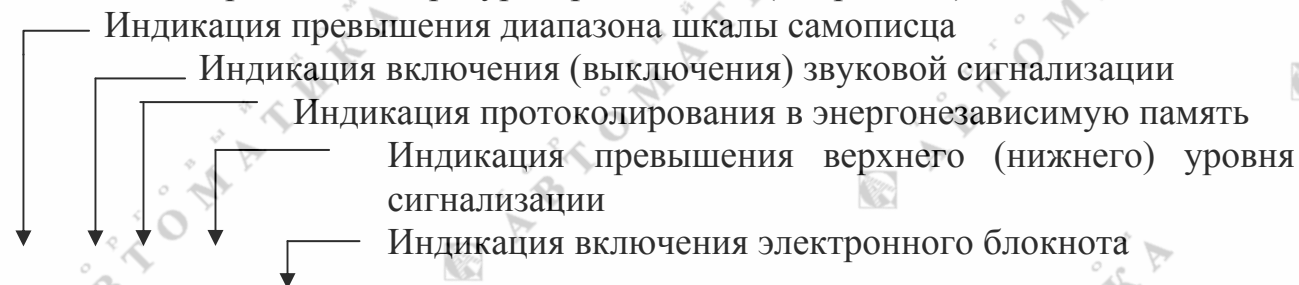 Индикация превышения диапазона шкалы самописца
Индикация включения (выключения) звуковой сигнализации
Индикация протоколирования в энергонезависимую память
Индикация превышения верхнего (нижнего) уровня
сигнализации
Индикация включения электронного блокнота